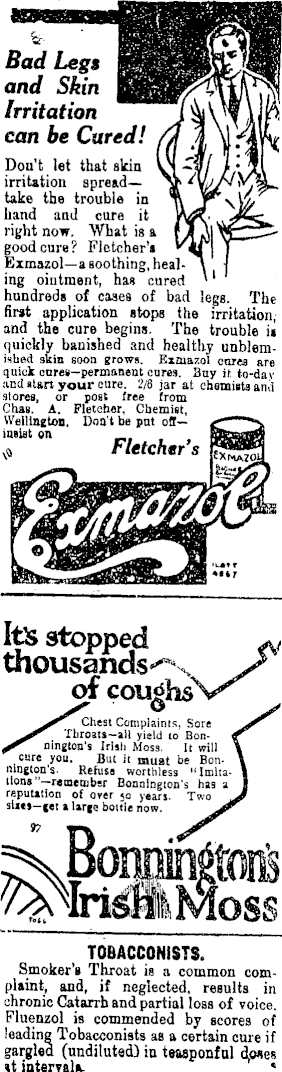 Bad Legs
and Skin
Irritation
can be Cured!
Don't let that skin
irritation spread—
take the trouble in
hand and cure it
right now. What is a
good cure? Fletcher's
Exmazol—a soothing, heal-
ing ointment, has cured
hundreds of cases of bad legs. The
first application stops the irritation,
and the cure begins. The trouble is
quickly banished and healthy unblem-
ished skin soon grows. Exmazol cures are
quick cures—permanent cures. Buy it to-day
and start your cure. 2/6 jar at chemists and
stores, or post free from
Chas. A. Fletcher, Chemist,
Wellington. Don't be put off—
insist on
10
Fletcher's
EXMAZOL
Exmazol
ILOTT
4867
It's stopped
thousands
of coughs
Chest Complaints, Sore
Throats—all yield to Bon-
nington's Irish Moss. It will
cure you. But it must be Bon-
nington's. Refuse worthless "Imita-
tions"—remember Bonnington's has a
reputation of over 50 years. Two
sizes—get a large bottle now.
97
Bonnington's
Irish Moss
TOBACCONISTS.
Smoker's Throat is a common com-
plaint, and, if neglected, results in
chronic Catarrh and partial loss of voice.
Fluenzol is commended by scores of
leading Tobacconists as a certain cure if
gargled (undiluted) in teasponful doses
at intervals.